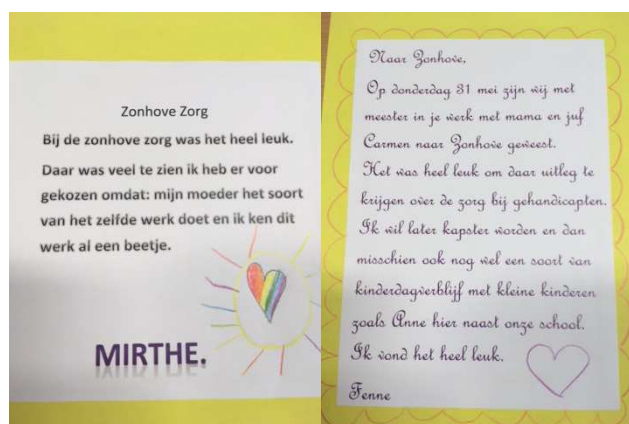 Zonhove Zorg
Bij de zonhove zorg was het heel leuk.
Daar was veel te zien ik heb er voor
gekozen omdat: mijn moeder het soort
van het zelfde werk doet en ik ken dit
werk al een beetje.
MIRTHE.
Naar Zonhove,
Op donderdag 31 mei zijn wij met
meester in je werk met mama en juf
Carmen naar Zonhove geweest.
Het was heel leuk om daar uitleg te
krijgen over de zorg bij gehandicapten.
Ik wil later kapster worden en dan
misschien ook nog wel een soort van
kinderdagverblijf met kleine kinderen
zoals Anne hier naast onze school.
Ik vond het heel leuk.
Fenne